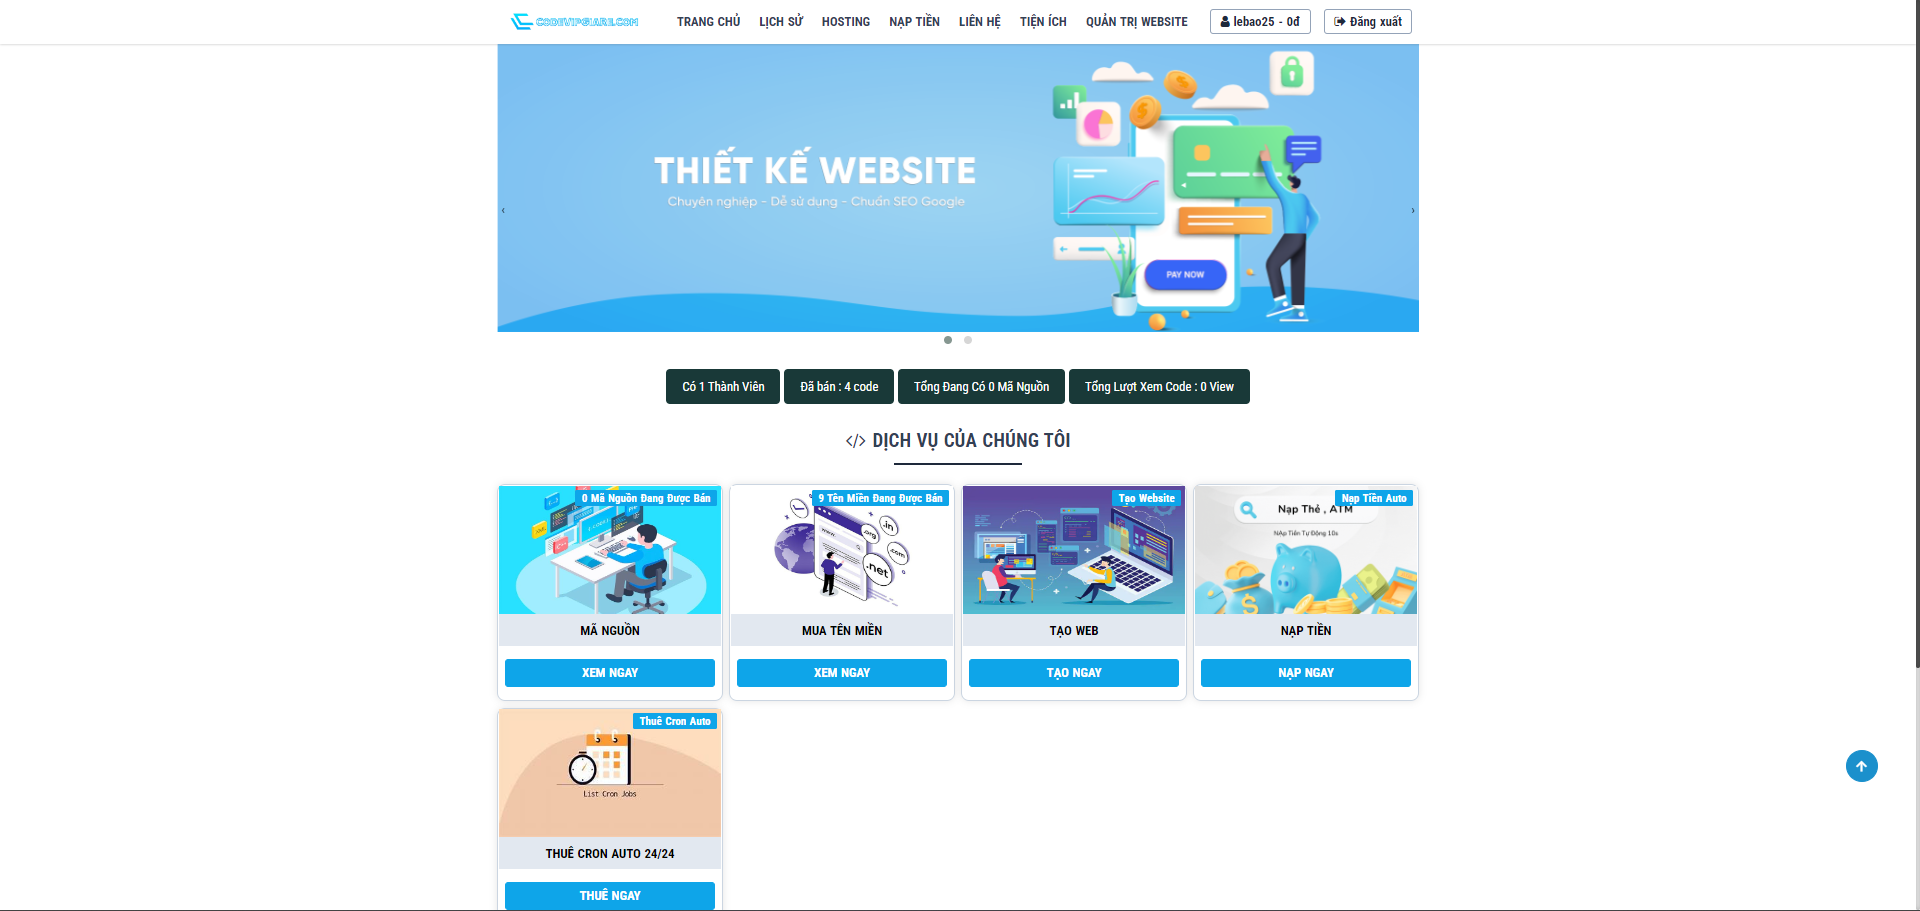 CODEVIPGIARE.COM
TRANG CHỦ LỊCH SỬ HOSTING NẠP TIỀN LIÊN HỆ TIỆN ÍCH QUẢN TRỊ WEBSITE lebao25 - 0đ Đăng xuất
THIẾT KẾ WEBSITE
Chuyên nghiệp - Dễ sử dụng - Chuẩn SEO Google
PAY NOW
Có 1 Thành Viên Đã bán : 4 code Tổng Đang Có 0 Mã Nguồn Tổng Lượt Xem Code : 0 View
</> DỊCH VỤ CỦA CHÚNG TÔI
0 Mã Nguồn Đang Được Bán
MÃ NGUỒN
XEM NGAY
9 Tên Miền Đang Được Bán
.in
.org
.com
.net
MUA TÊN MIỀN
XEM NGAY
Tạo Website
TẠO WEB
TẠO NGAY
Nạp Tiền Auto
Nạp Thẻ , ATM
NẠp Tiền Tự Động 10s
NẠP TIỀN
NẠP NGAY
Thuê Cron Auto
List Cron Jobs
THUÊ CRON AUTO 24/24
THUÊ NGAY